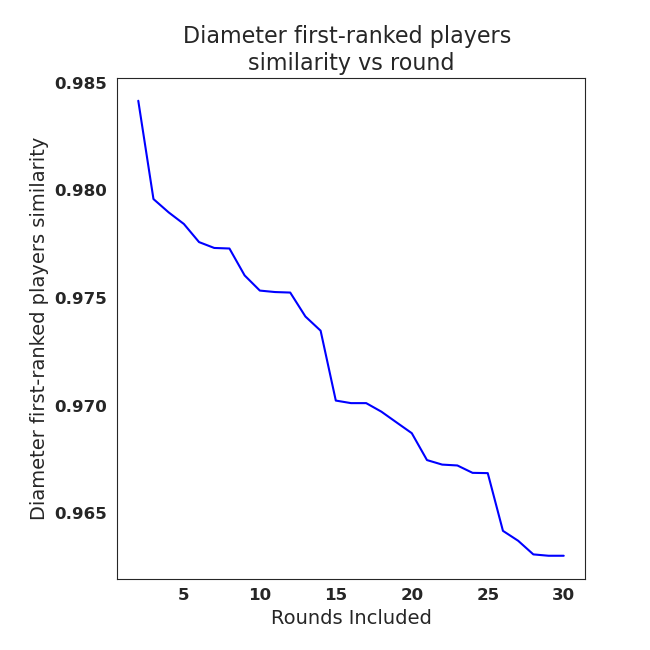 Diameter first-ranked players
similarity vs round
Diameter first-ranked players similarity
0.985
0.980
0.975
0.970
0.965
5 10 15 20 25 30
Rounds Included